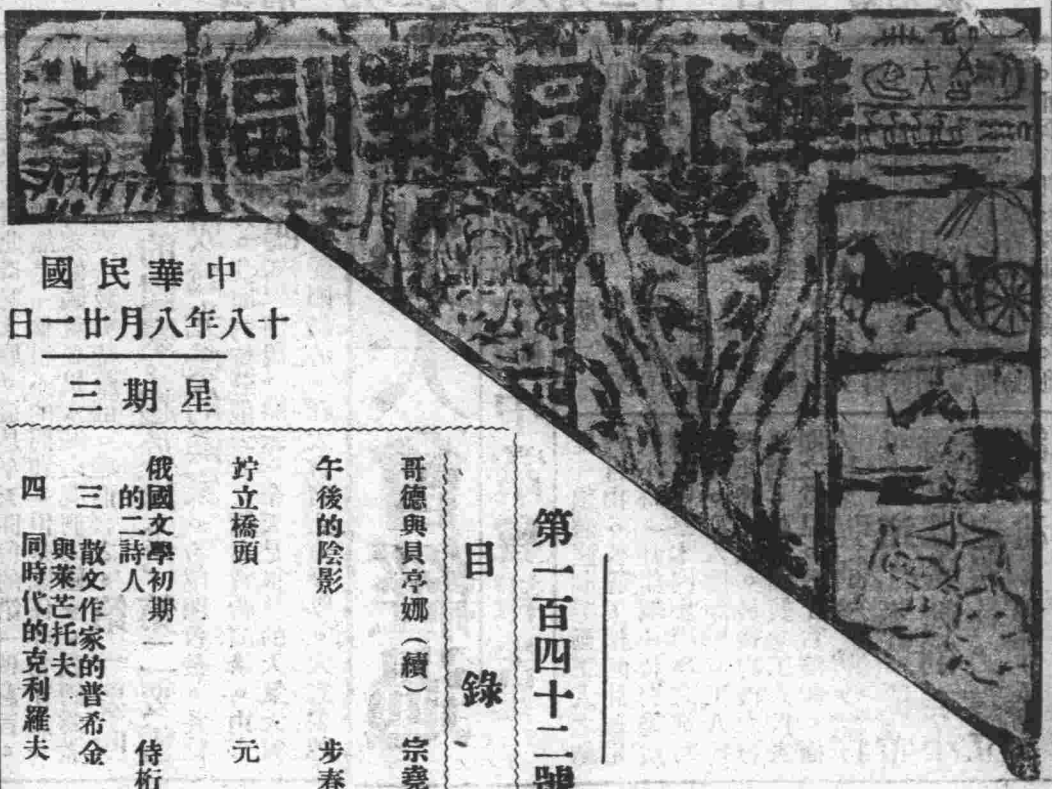 華北日報副刊
中華民國
十八年八月廿一日
星期三
第一百四十二號
目錄
哥德與貝亭娜（續） 宗堯
午後的陰影 步春
竚立橋頭 元
俄國文學初期的二詩人 侍桁
三 散文作家的普希金與萊芒托夫
四 同時代的克利羅夫